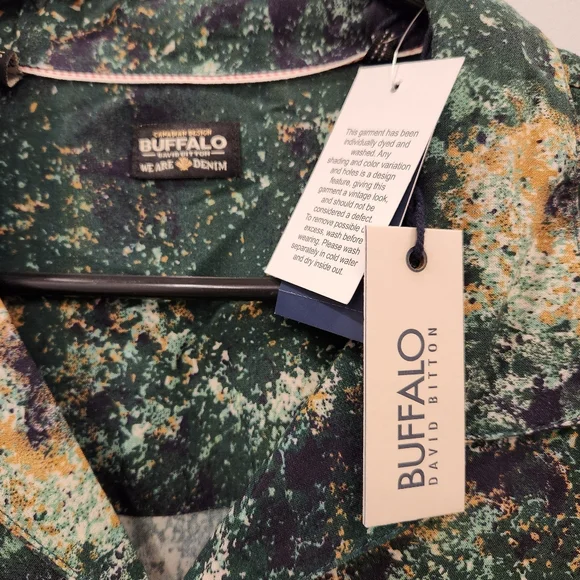 CANADIAN DESIGN
BUFFALO
DAVID BITTON
WE ARE DENIM
This garment has been
individually dyed and
washed. Any
shading and color variation
and holes is a design
feature, giving this
garment a vintage look,
and should not be
considered a defect.
To remove possible
excess, wash before
wearing. Please wash
separately in cold water
and dry inside out.
BUFFALO
DAVID BITTON